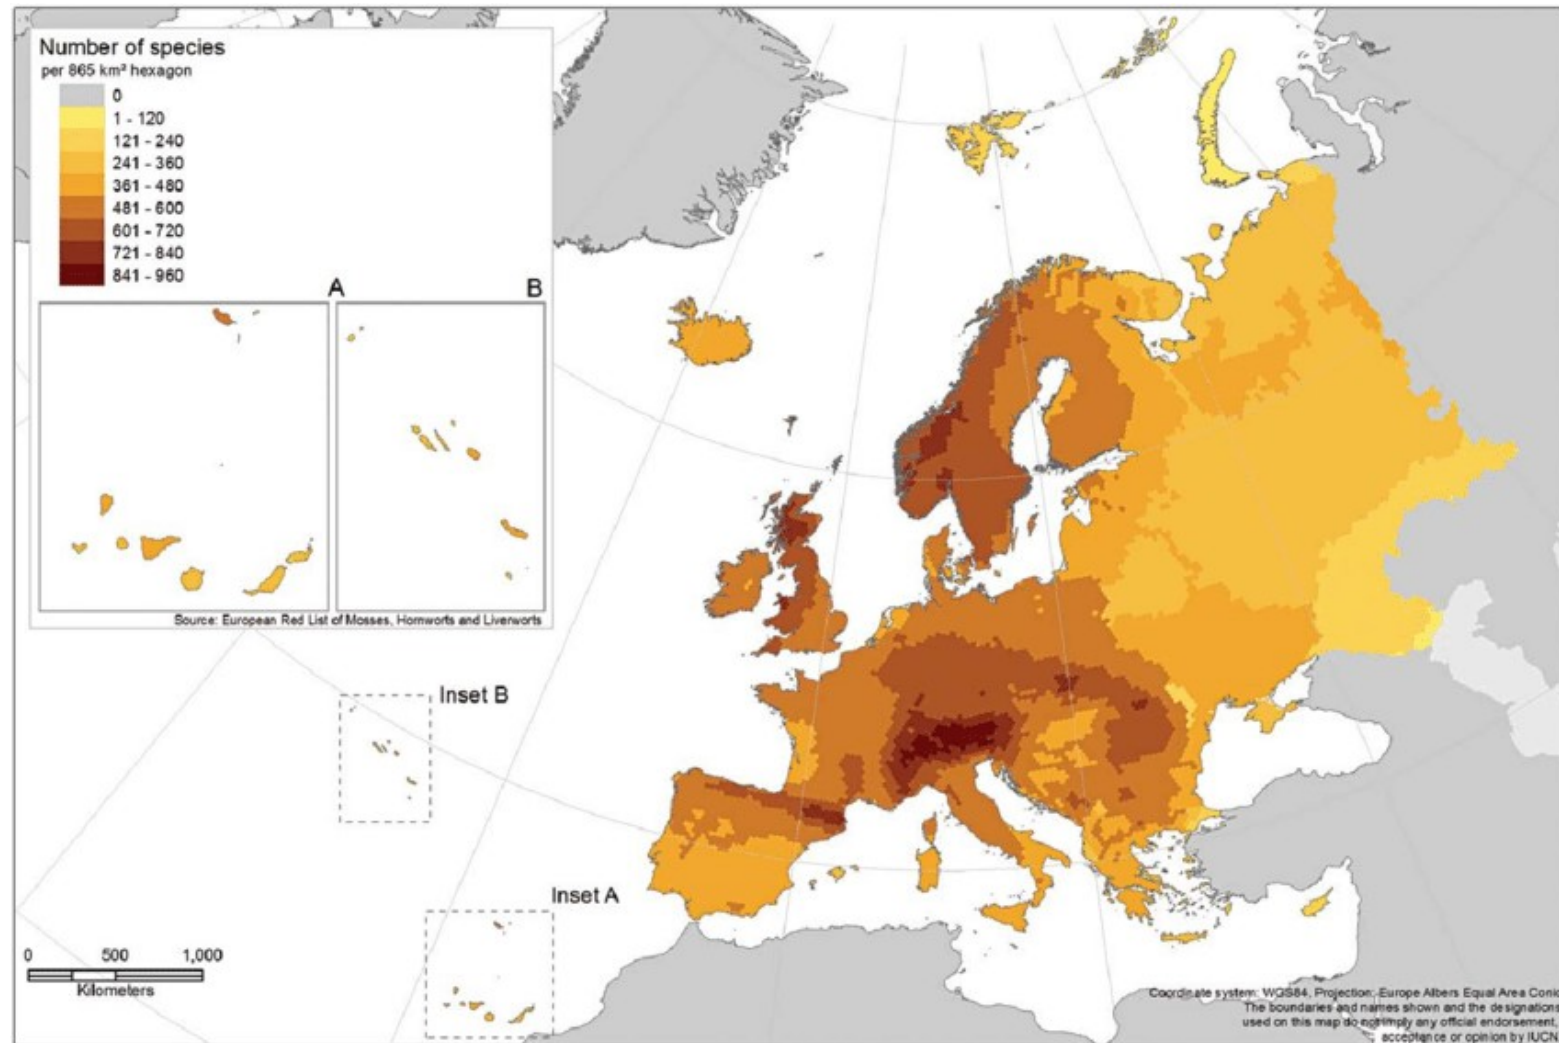 Number of species
per 865 km² hexagon
0
1 - 120
121 - 240
241 - 360
361 - 480
481 - 600
601 - 720
721 - 840
841 - 960
A
B
Source: European Red List of Mosses, Hornworts and Liverworts
Inset B
Inset A
0 500 1,000
Kilometers
Coordinate system: WGS84, Projection: Europe Albers Equal Area Conic
The boundaries and names shown and the designations
used on this map do not imply any official endorsement,
acceptance or opinion by IUCN